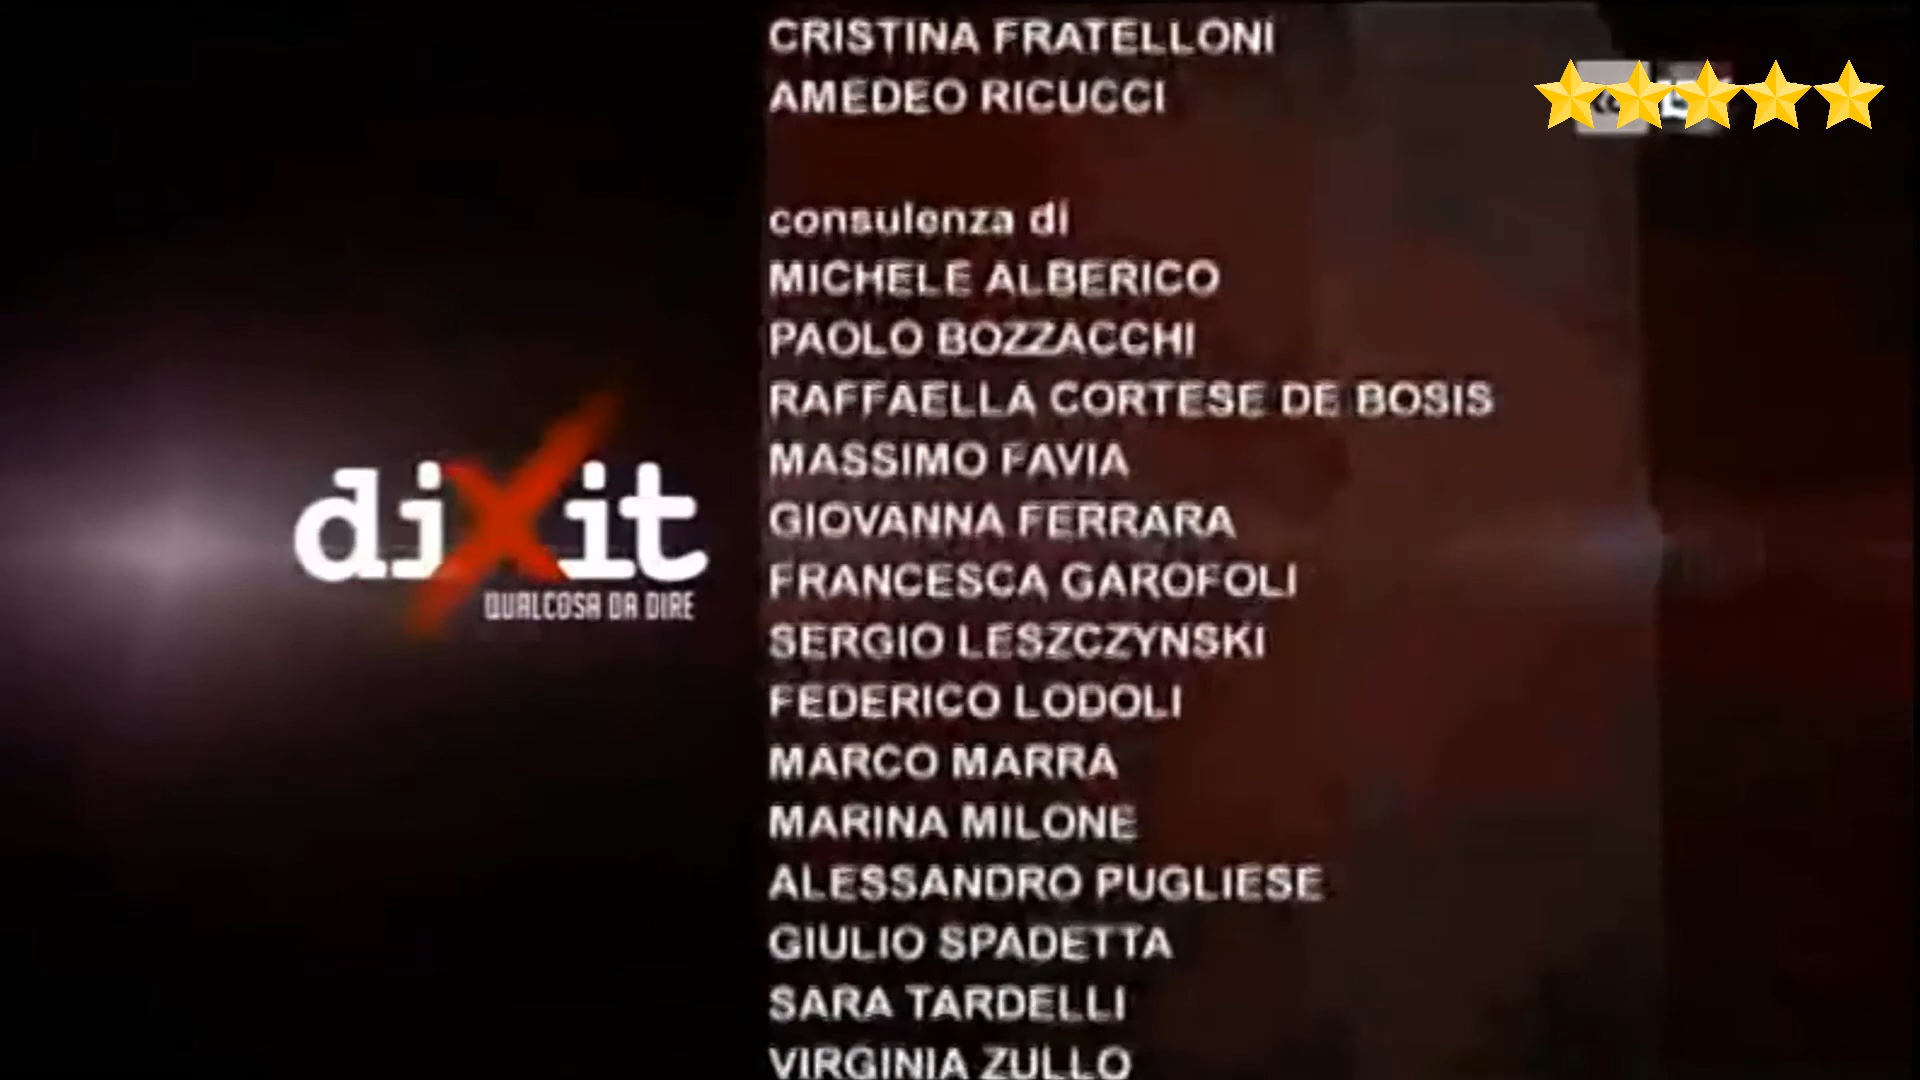 CRISTINA FRATELLONI
AMEDEO RICUCCI
consulenza di
MICHELE ALBERICO
PAOLO BOZZACCHI
RAFFAELLA CORTESE DE BOSIS
MASSIMO FAVIA
GIOVANNA FERRARA
FRANCESCA GAROFOLI
SERGIO LESZCZYNSKI
FEDERICO LODOLI
MARCO MARRA
MARINA MILONE
ALESSANDRO PUGLIESE
GIULIO SPADETTA
SARA TARDELLI
VIRGINIA ZULLO
diXit
QUALCOSA DA DIRE